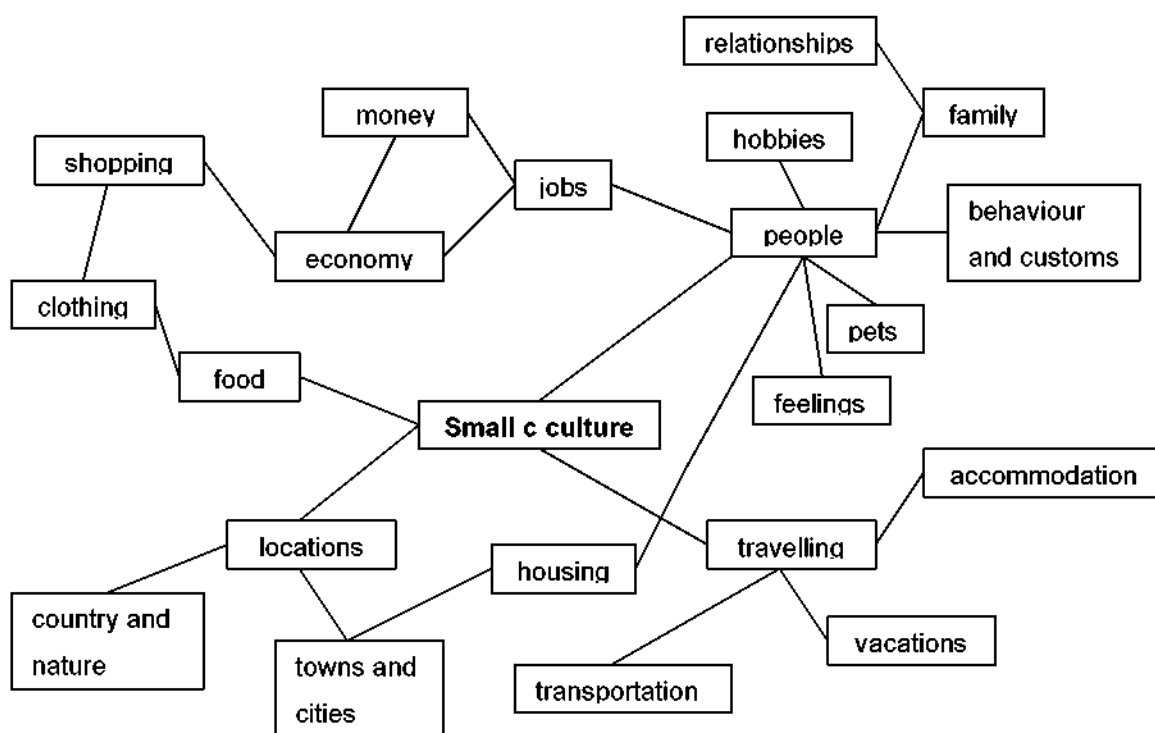 relationships
money
family
hobbies
shopping
jobs
behaviour
and customs
people
economy
clothing
pets
food
feelings
Small c culture
accommodation
locations
housing
travelling
country and
nature
vacations
towns and
cities
transportation